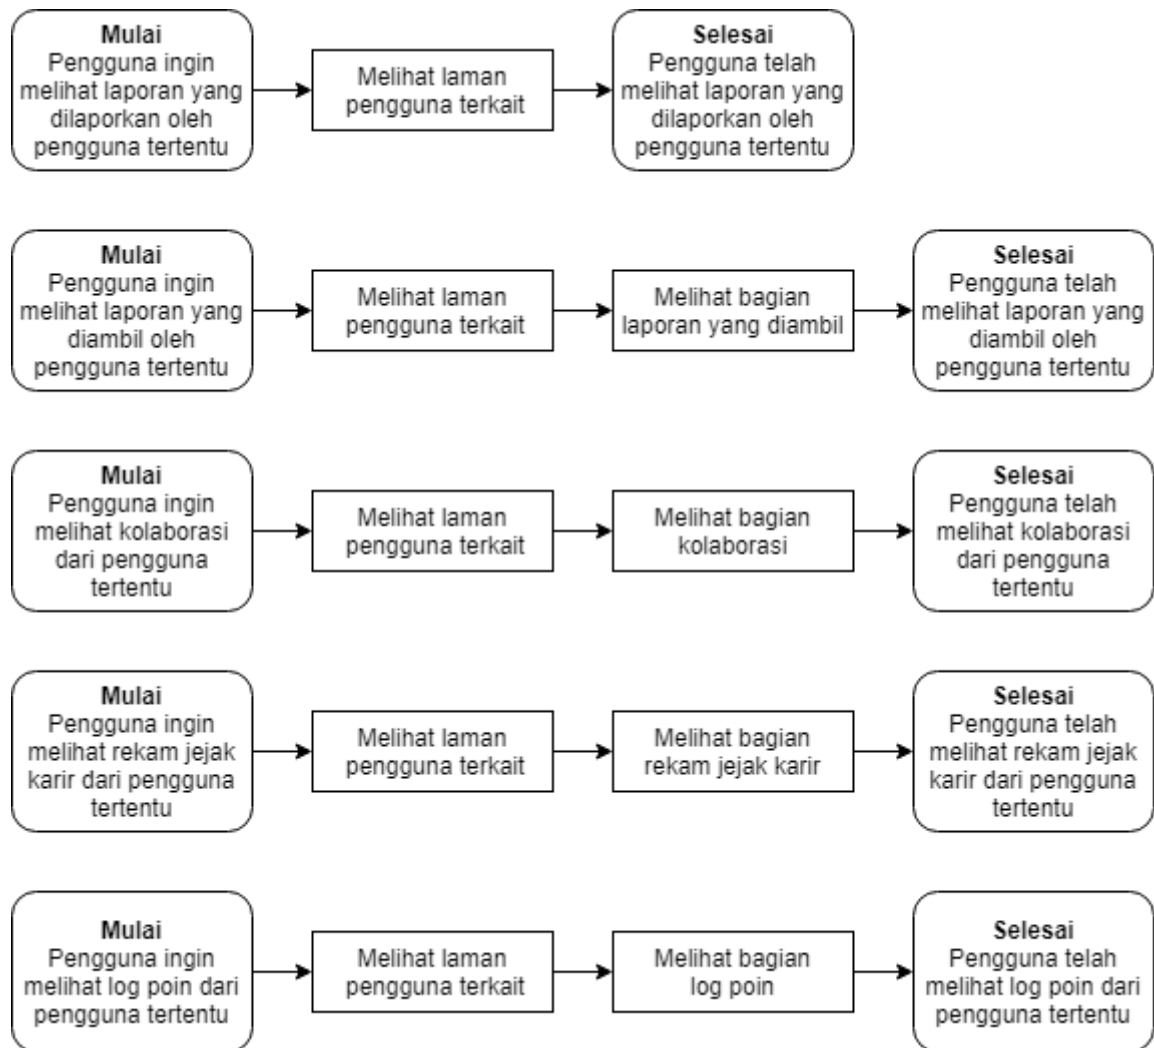 Mulai
Pengguna ingin
melihat laporan yang
dilaporkan oleh
pengguna tertentu
Melihat laman
pengguna terkait
Selesai
Pengguna telah
melihat laporan yang
dilaporkan oleh
pengguna tertentu
Mulai
Pengguna ingin
melihat laporan yang
diambil oleh
pengguna tertentu
Melihat laman
pengguna terkait
Melihat bagian
laporan yang diambil
Selesai
Pengguna telah
melihat laporan yang
diambil oleh
pengguna tertentu
Mulai
Pengguna ingin
melihat kolaborasi
dari pengguna
tertentu
Melihat laman
pengguna terkait
Melihat bagian
kolaborasi
Selesai
Pengguna telah
melihat kolaborasi
dari pengguna
tertentu
Mulai
Pengguna ingin
melihat rekam jejak
karir dari pengguna
tertentu
Melihat laman
pengguna terkait
Melihat bagian
rekam jejak karir
Selesai
Pengguna telah
melihat rekam jejak
karir dari pengguna
tertentu
Mulai
Pengguna ingin
melihat log poin dari
pengguna tertentu
Melihat laman
pengguna terkait
Melihat bagian
log poin
Selesai
Pengguna telah
melihat log poin dari
pengguna tertentu